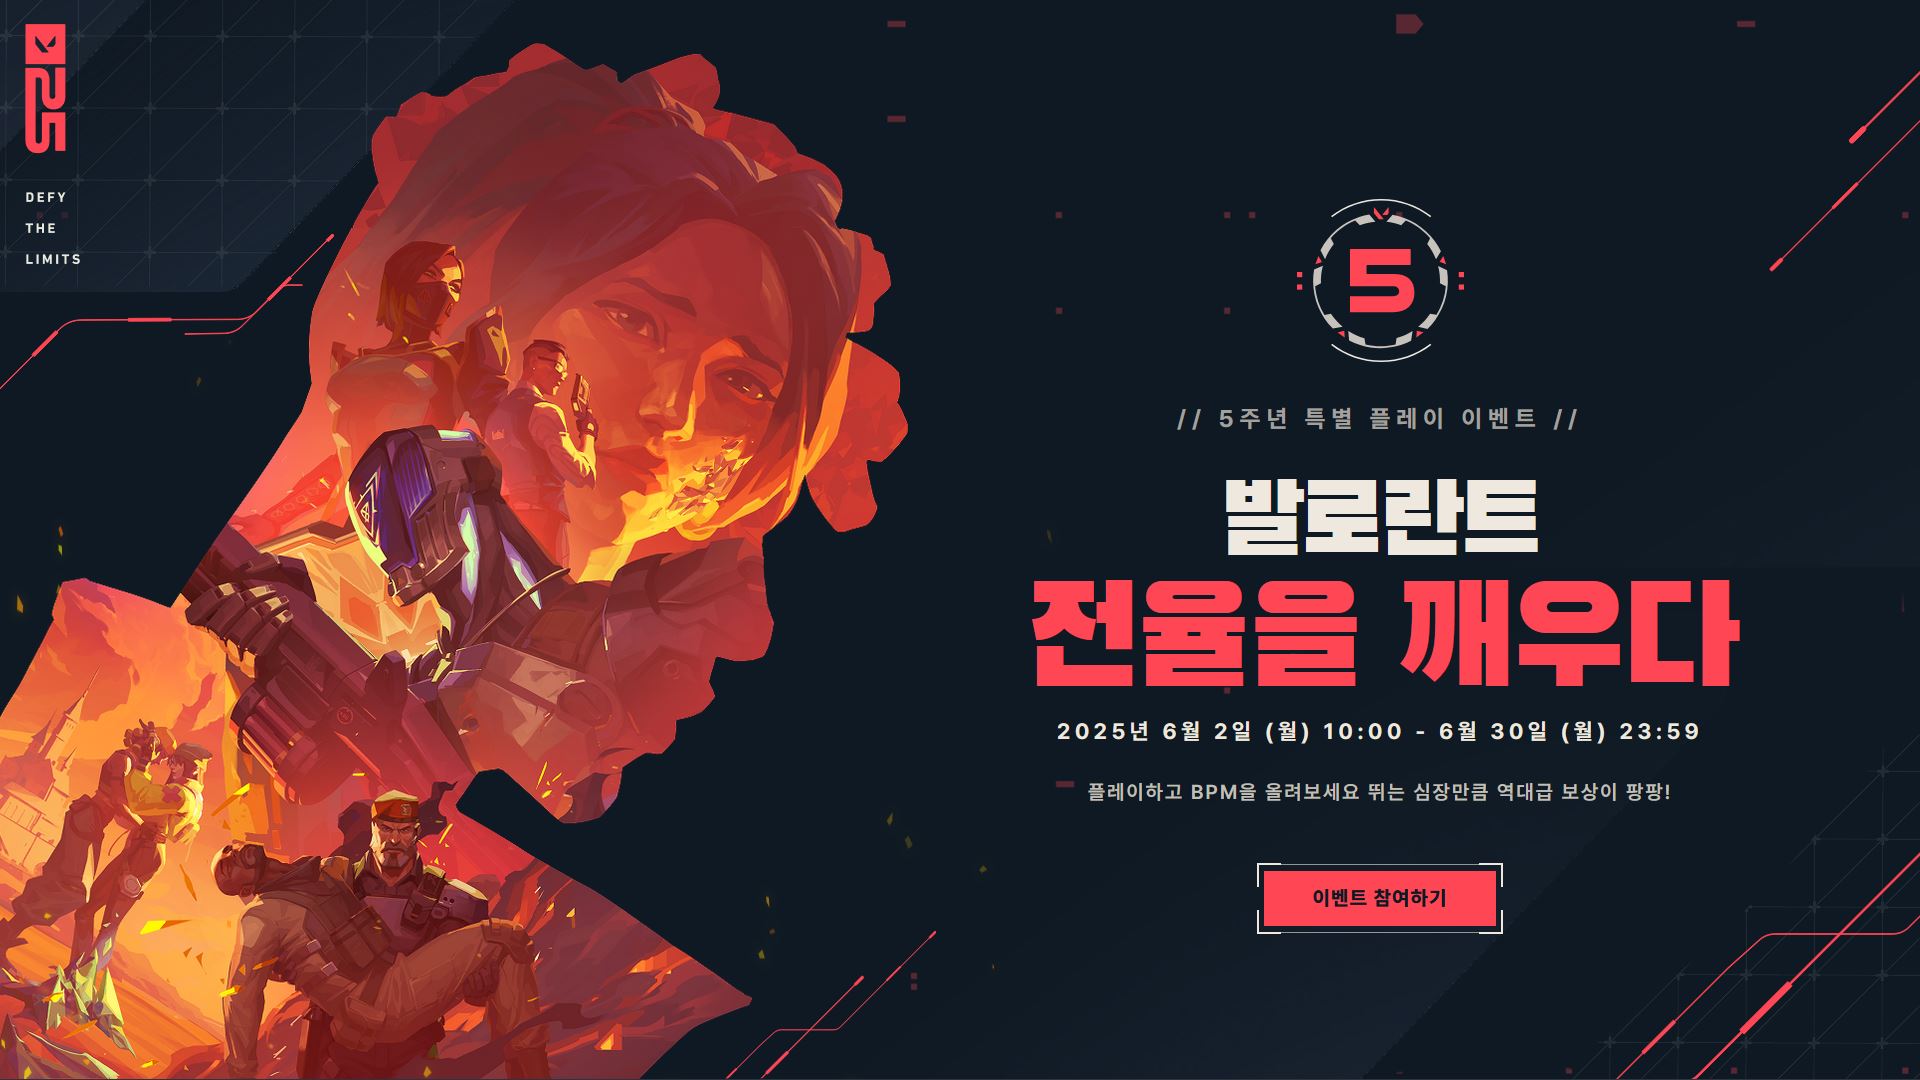 25
DEFY
THE
LIMITS
5
// 5주년 특별 플레이 이벤트 //
발로란트
전율을 깨우다
2025년 6월 2일 (월) 10:00 - 6월 30일 (월) 23:59
플레이하고 BPM을 올려보세요 뛰는 심장만큼 역대급 보상이 팡팡!
이벤트 참여하기